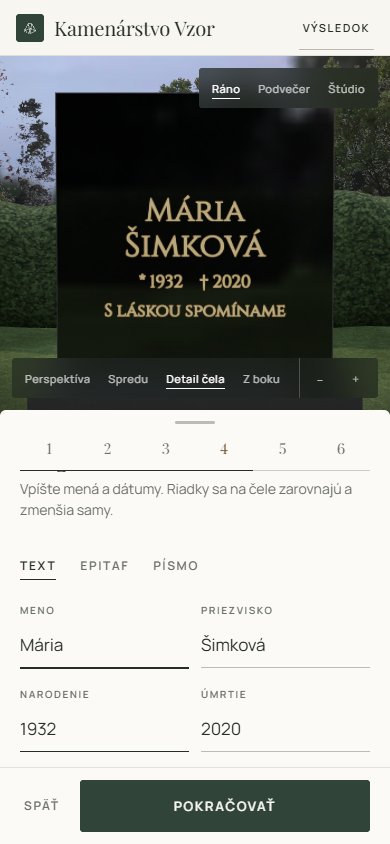 Kamenárstvo Vzor
VÝSLEDOK
Ráno Podvečer Štúdio
MÁRIA
ŠIMKOVÁ
* 1932 † 2020
S LÁSKOU SPOMÍNAME
Perspektíva Spredu Detail čela Z boku – +
1 2 3 4 5 6
Vpíšte mená a dátumy. Riadky sa na čele zarovnajú a
zmenšia samy.
TEXT EPITAF PÍSMO
MENO PRIEZVISKO
Mária Šimková
NARODENIE ÚMRTIE
1932 2020
SPÄŤ POKRAČOVAŤ